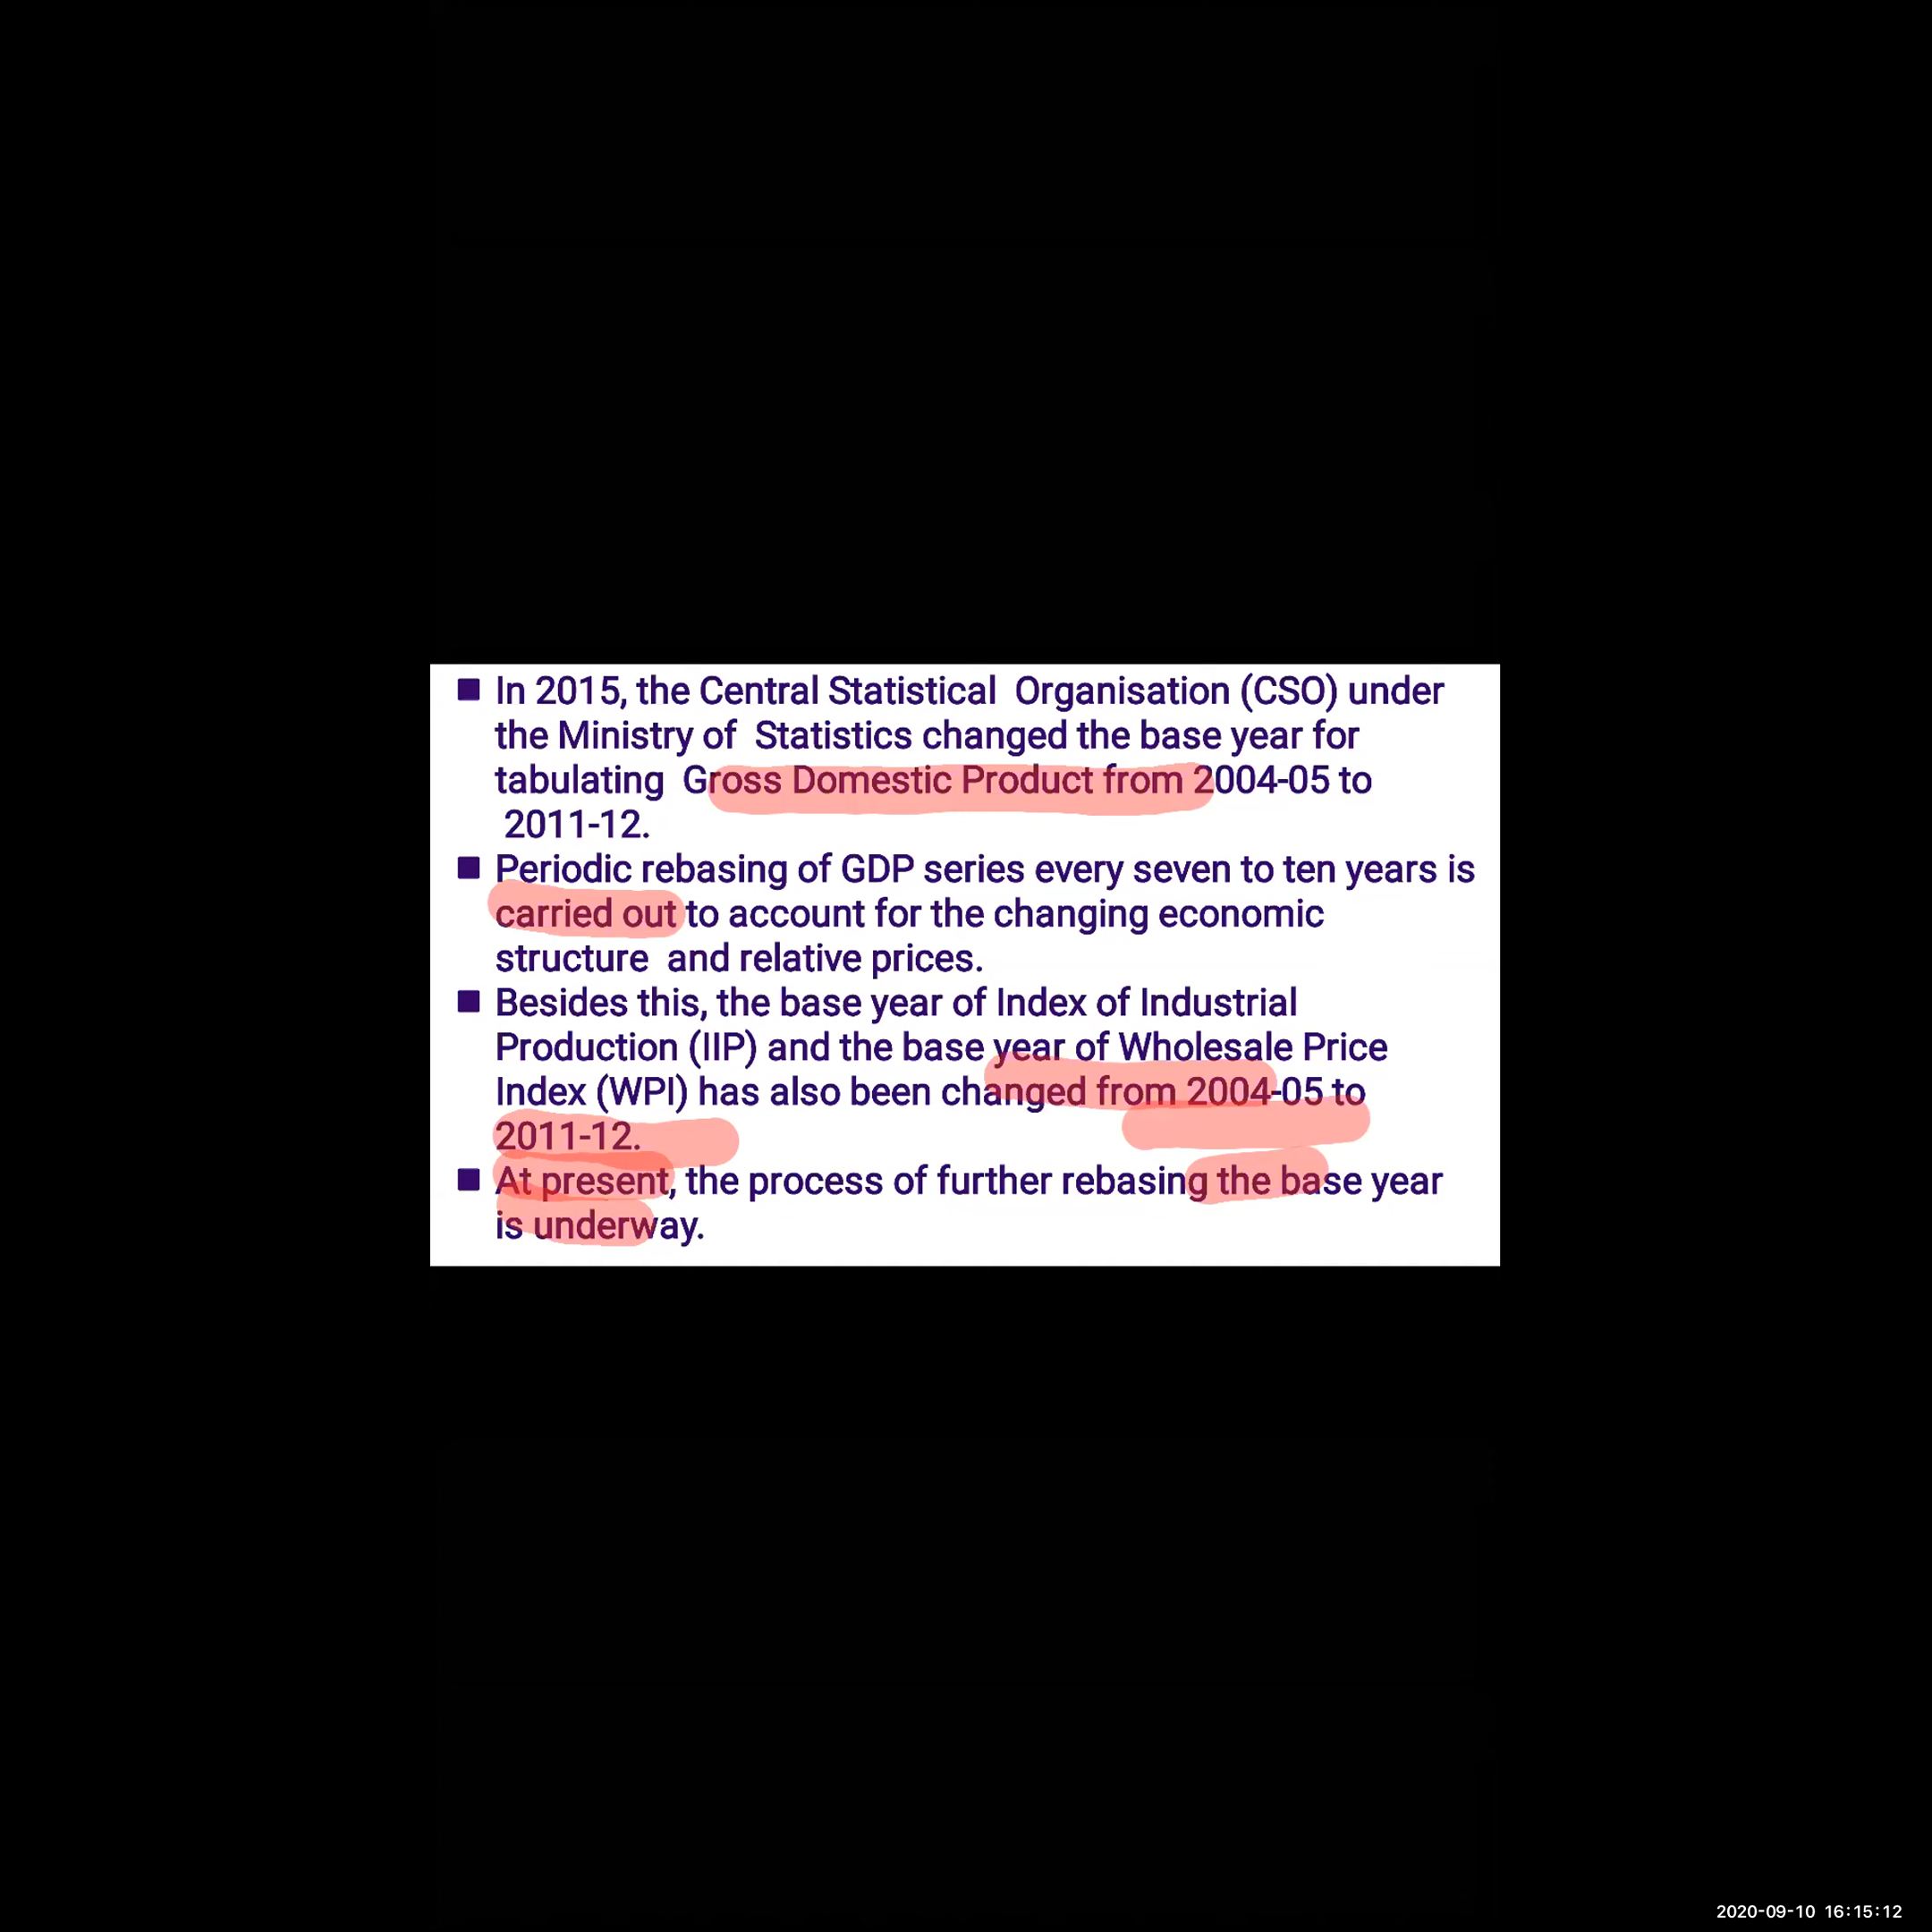 ■ In 2015, the Central Statistical Organisation (CSO) under
the Ministry of Statistics changed the base year for
tabulating Gross Domestic Product from 2004-05 to
2011-12.
■ Periodic rebasing of GDP series every seven to ten years is
carried out to account for the changing economic
structure and relative prices.
■ Besides this, the base year of Index of Industrial
Production (IIP) and the base year of Wholesale Price
Index (WPI) has also been changed from 2004-05 to
2011-12.
■ At present, the process of further rebasing the base year
is underway.
2020-09-10 16:15:12